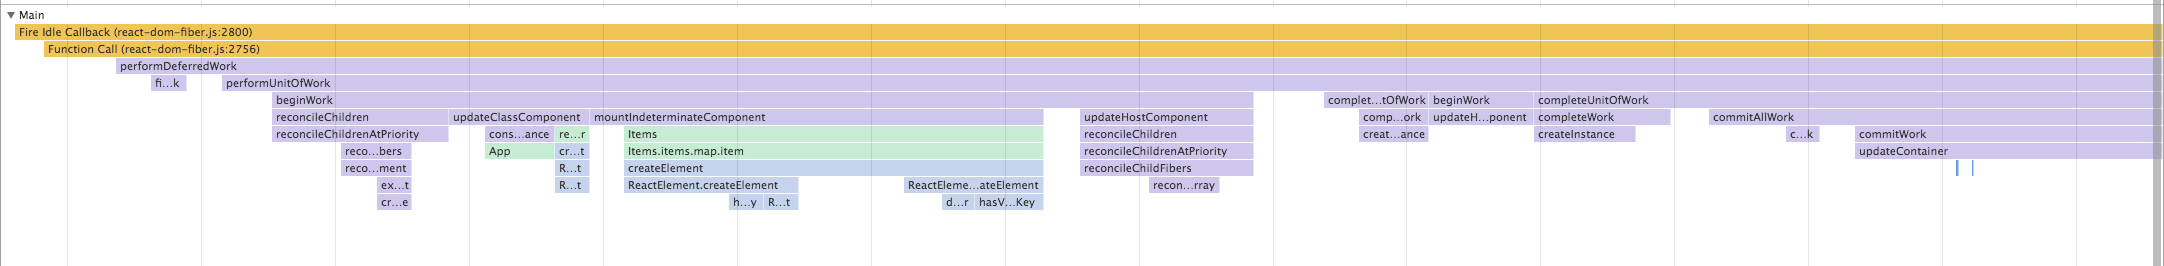 Main
Fire Idle Callback (react-dom-fiber.js:2800)
Function Call (react-dom-fiber.js:2756)
performDeferredWork
fi...k performUnitOfWork
beginWork complet...tOfWork beginWork completeUnitOfWork
reconcileChildren updateClassComponent mountIndeterminateComponent updateHostComponent comp...ork updateH...ponent completeWork commitAllWork
reconcileChildrenAtPriority cons...ance re...r Items reconcileChildren creat...ance createInstance c...k commitWork
reco...bers App cr...t Items.items.map.item reconcileChildrenAtPriority updateContainer
reco...ment R...t createElement reconcileChildFibers
ex...t R...t ReactElement.createElement ReactEleme...ateElement recon...rray
cr...e h...y R...t d...r hasV...Key